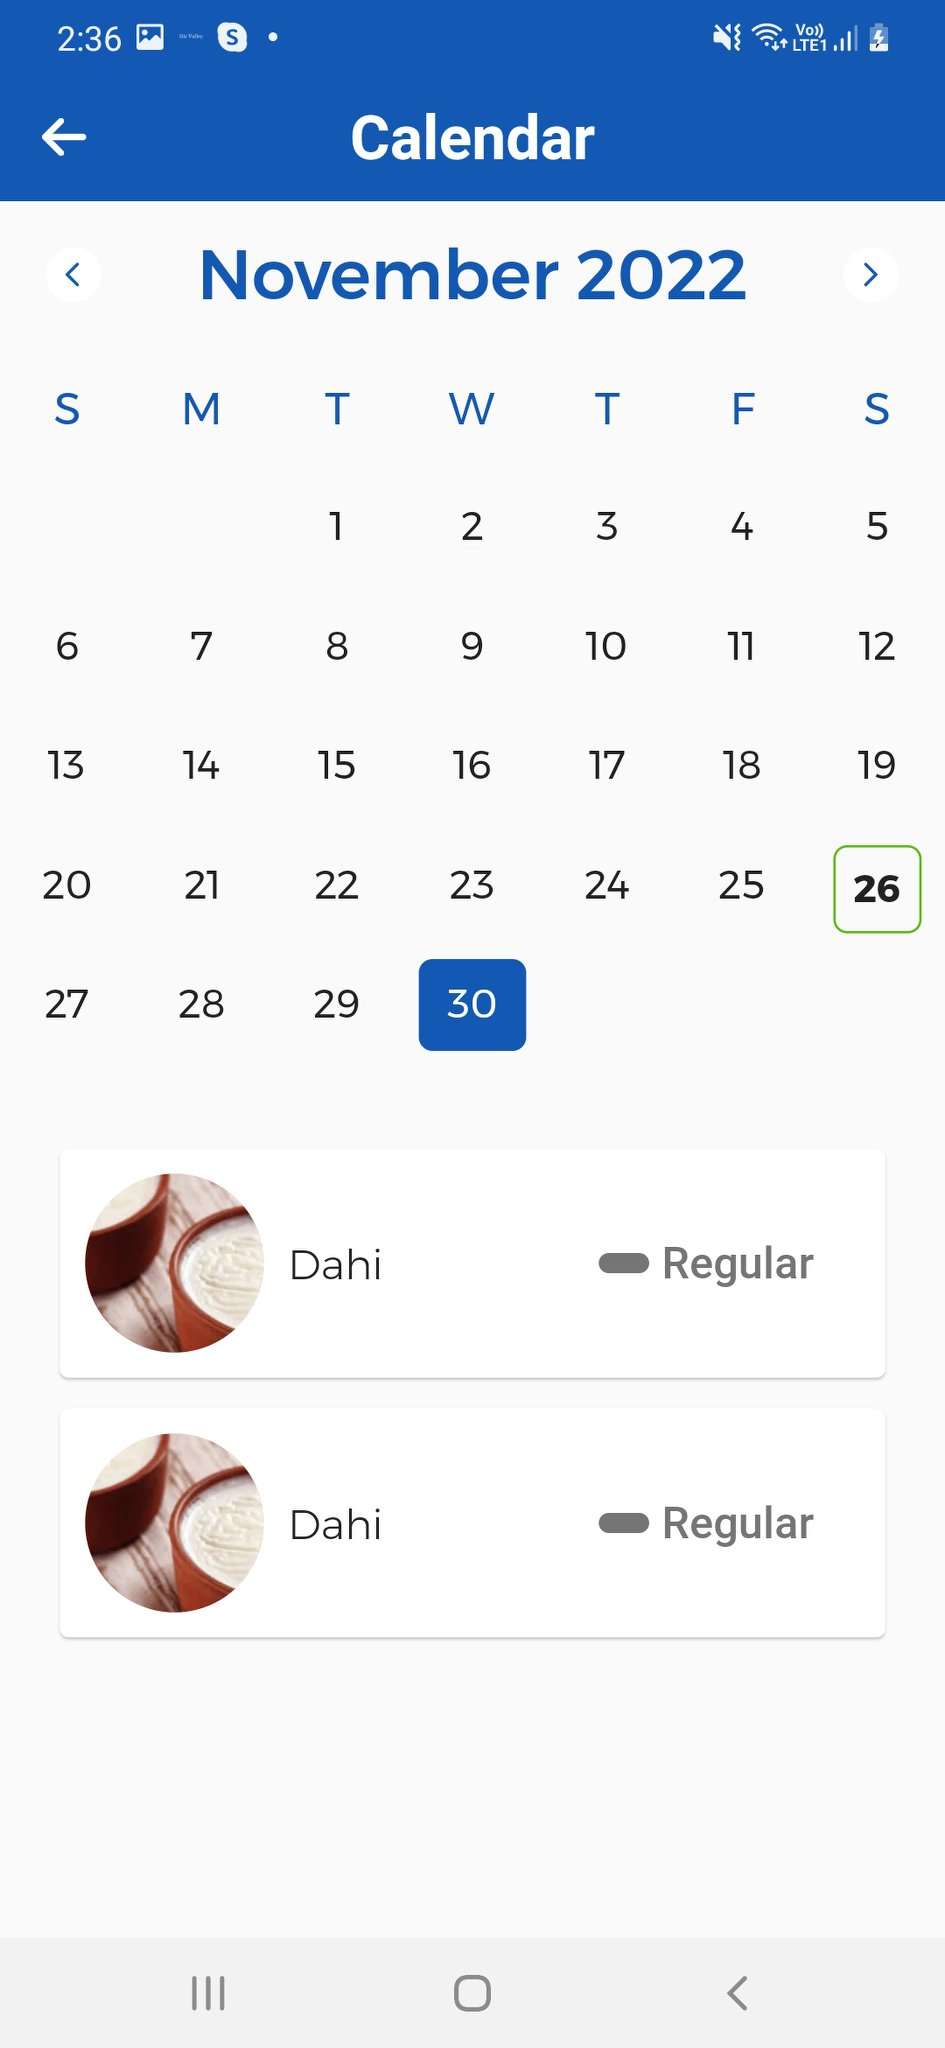 2:36 S Vo)) LTE1
Calendar
November 2022
S M T W T F S
1 2 3 4 5
6 7 8 9 10 11 12
13 14 15 16 17 18 19
20 21 22 23 24 25 26
27 28 29 30
Dahi Regular
Dahi Regular